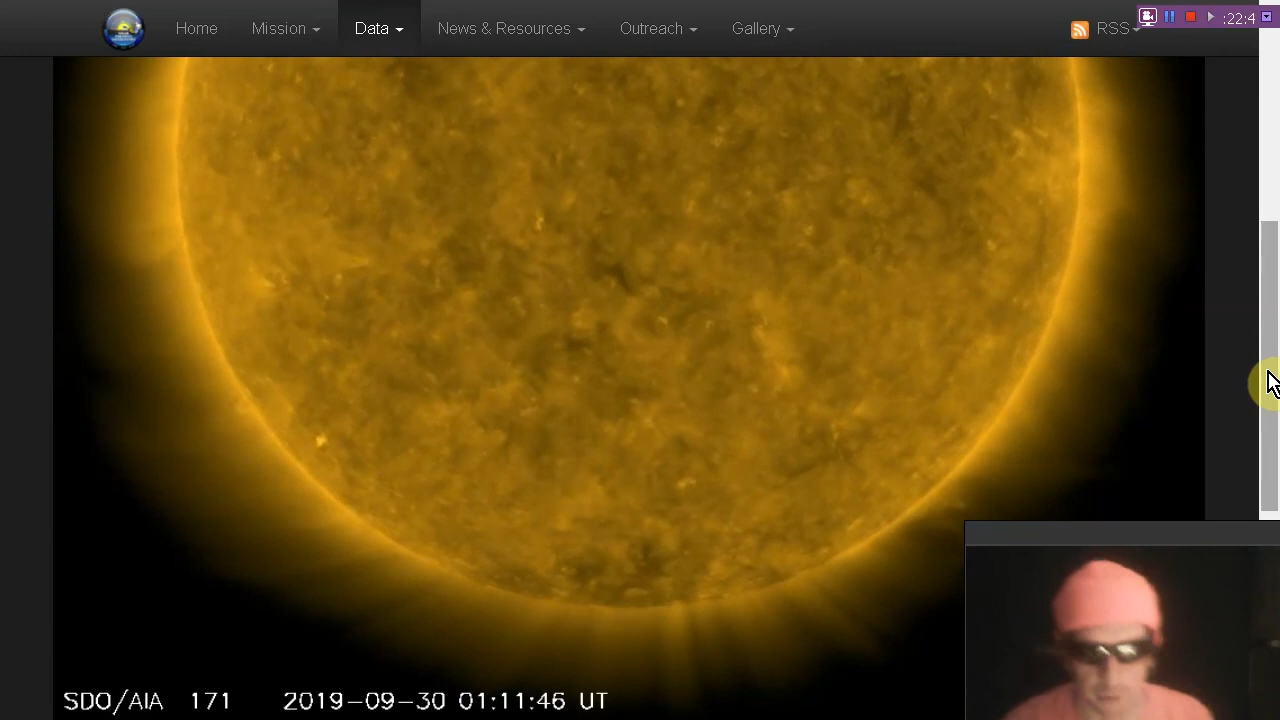 Home Mission Data News & Resources Outreach Gallery RSS :22:4
SDO/AIA 171 2019-09-30 01:11:46 UT